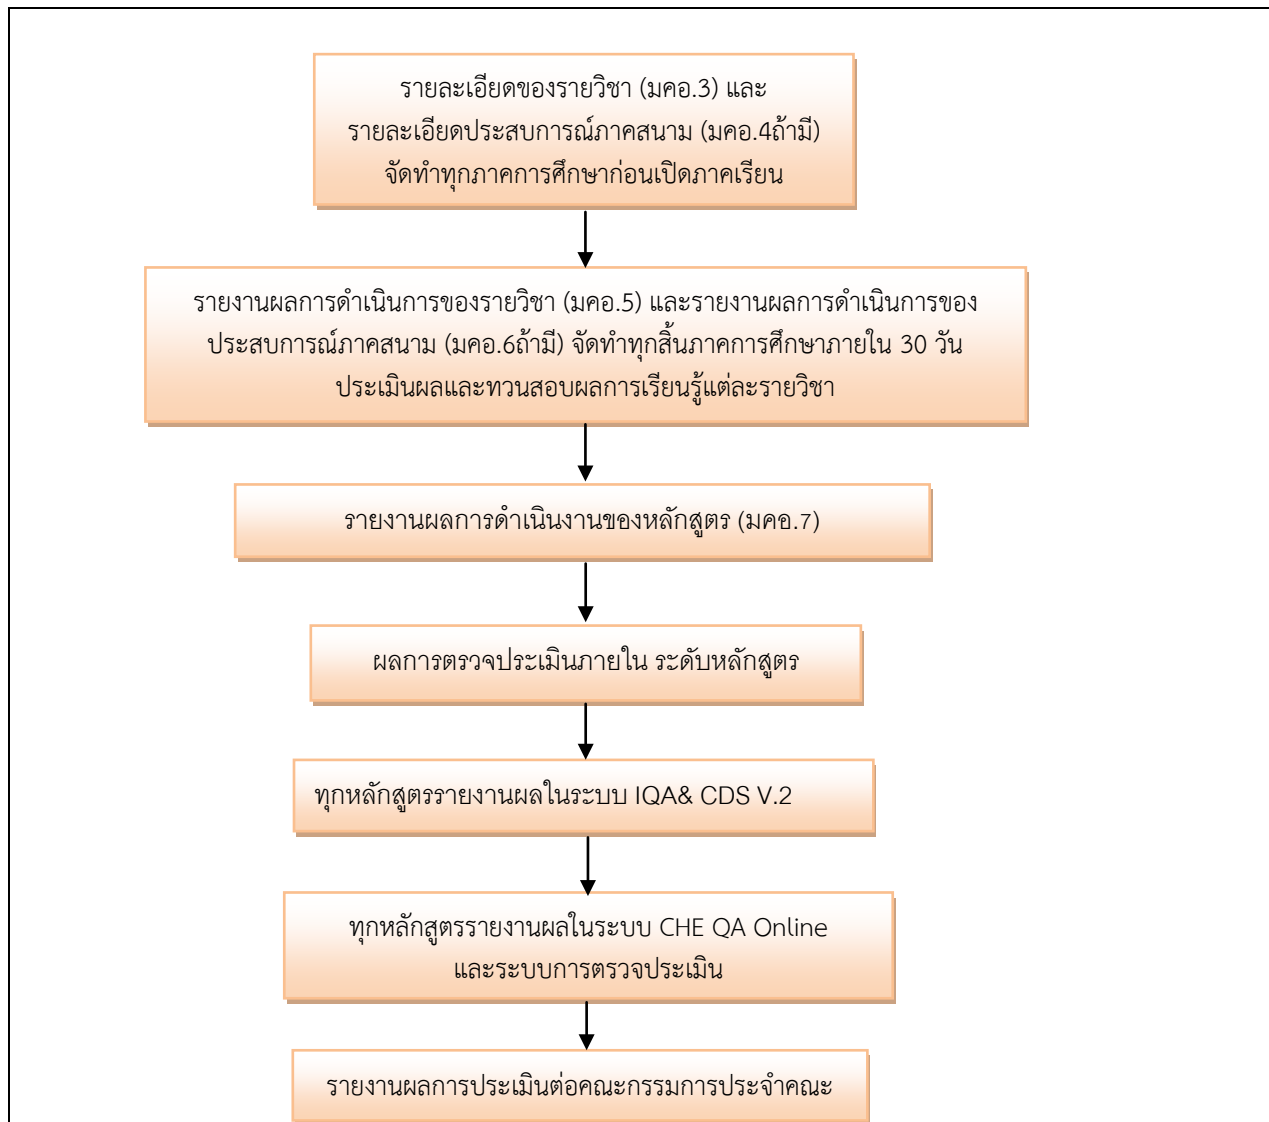 รายละเอียดของรายวิชา (มคอ.3) และ
รายละเอียดประสบการณ์ภาคสนาม (มคอ.4ถ้ามี)
จัดทำทุกภาคการศึกษาก่อนเปิดภาคเรียน
รายงานผลการดำเนินการของรายวิชา (มคอ.5) และรายงานผลการดำเนินการของ
ประสบการณ์ภาคสนาม (มคอ.6ถ้ามี) จัดทำทุกสิ้นภาคการศึกษาภายใน 30 วัน
ประเมินผลและทวนสอบผลการเรียนรู้แต่ละรายวิชา
รายงานผลการดำเนินงานของหลักสูตร (มคอ.7)
ผลการตรวจประเมินภายใน ระดับหลักสูตร
ทุกหลักสูตรรายงานผลในระบบ IQA& CDS V.2
ทุกหลักสูตรรายงานผลในระบบ CHE QA Online
และระบบการตรวจประเมิน
รายงานผลการประเมินต่อคณะกรรมการประจำคณะ